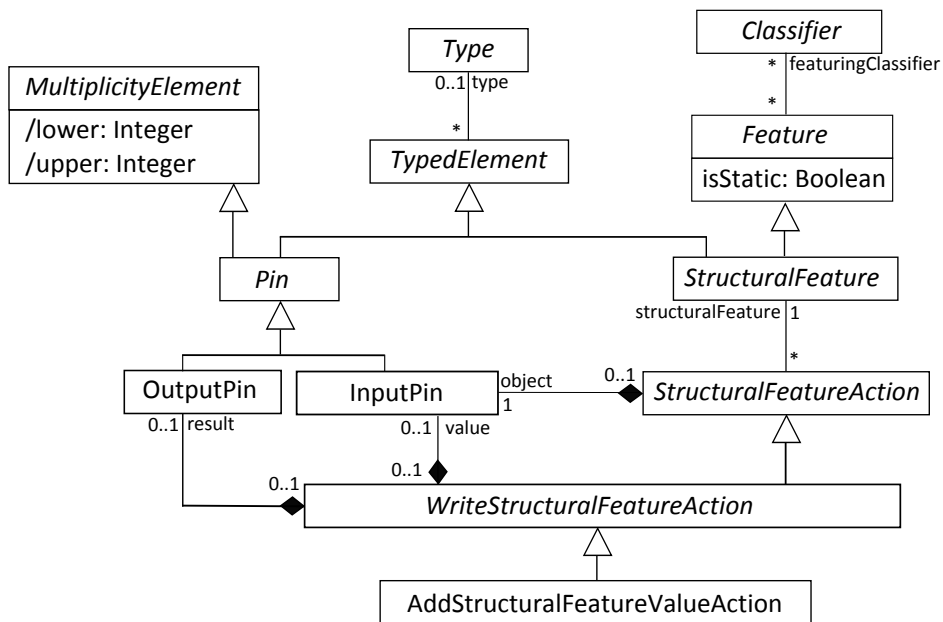 Classifier
* featuringClassifier
*
Type
0..1 type
*
MultiplicityElement
/lower: Integer
/upper: Integer
TypedElement
Feature
isStatic: Boolean
Pin
StructuralFeature
structuralFeature 1
*
OutputPin
InputPin
object
1
0..1
StructuralFeatureAction
0..1 result
0..1 value
0..1
0..1
WriteStructuralFeatureAction
AddStructuralFeatureValueAction